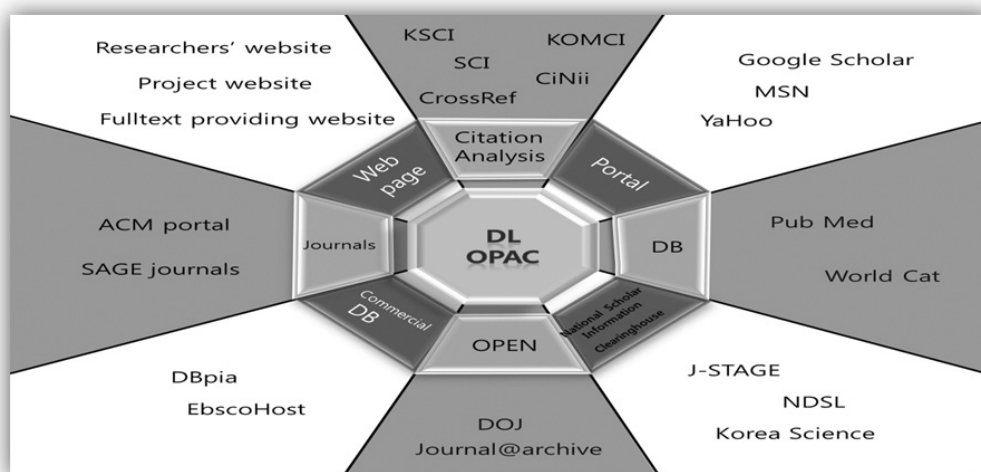 Researchers’ website
Project website
Fulltext providing website
KSCI
KOMCI
SCI
CiNii
CrossRef
Google Scholar
MSN
YaHoo
Web
page
Citation
Analysis
Portal
ACM portal
SAGE journals
Journals
DL
OPAC
DB
Pub Med
World Cat
Commercial
DB
OPEN
National Scholar
Information
Clearinghouse
DBpia
EbscoHost
DOJ
Journal@archive
J-STAGE
NDSL
Korea Science